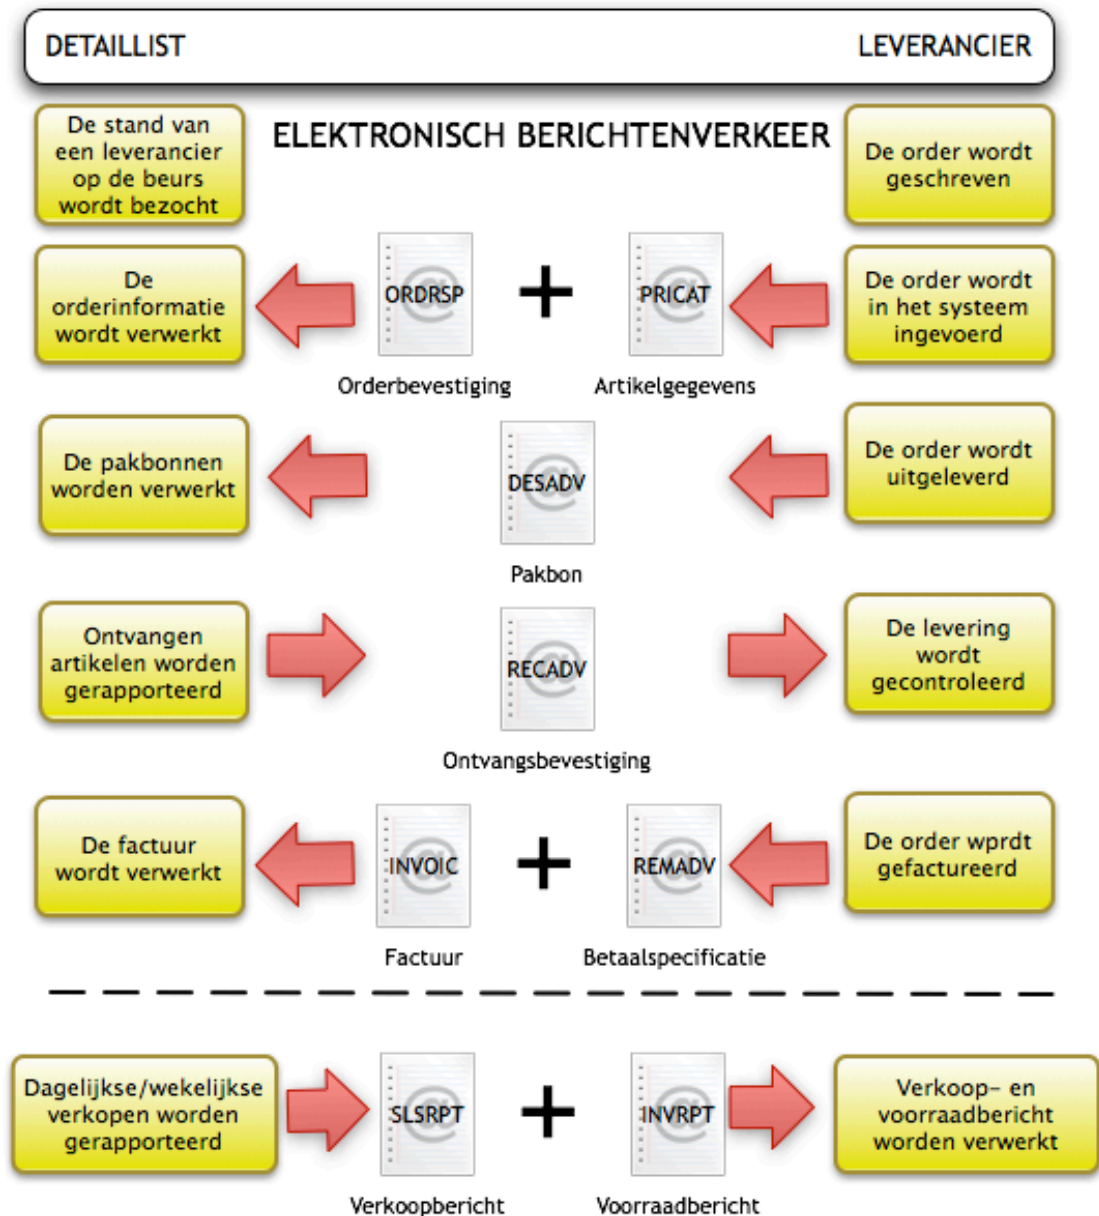 DETAILLIST
LEVERANCIER
De stand van
een leverancier
op de beurs
wordt bezocht
ELEKTRONISCH BERICHTENVERKEER
De order wordt
geschreven
De
orderinformatie
wordt verwerkt
ORDRSP
PRICAT
De order wordt
in het systeem
ingevoerd
Orderbevestiging
Artikelgegevens
De pakbonnen
worden verwerkt
DESADV
De order wordt
uitgeleverd
Pakbon
Ontvangen
artikelen worden
gerapporteerd
RECADV
De levering
wordt
gecontroleerd
Ontvangsbevestiging
De factuur
wordt verwerkt
INVOIC
REMADV
De order wprdt
gefactureerd
Factuur
Betaalspecificatie
Dagelijkse/wekelijkse
verkopen worden
gerapporteerd
SLSRPT
INVRPT
Verkoop- en
voorraadbericht
worden verwerkt
Verkoopbericht
Voorraadbericht